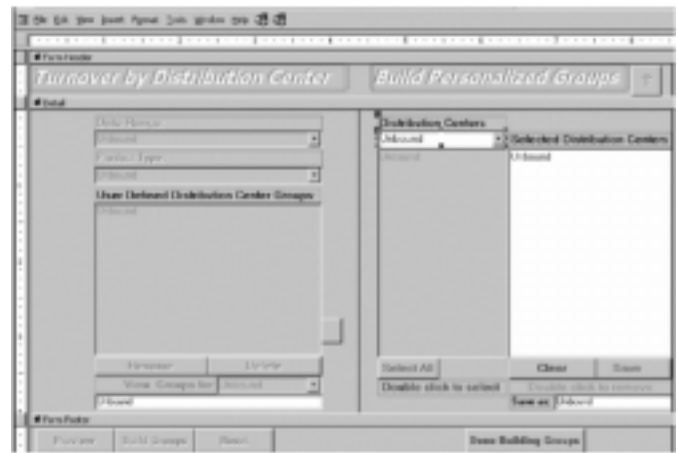 File Edit View Insert Format Tools Window Help
Form Header
Turnover by Distribution Center
Build Personalized Groups
Detail
Date Range
Unbound
Product Type
Unbound
User Defined Distribution Center Groups
Unbound
Rename
Delete
View Groups for
Unbound
Unbound
Distribution Centers
Unbound
Selected Distribution Centers
Unbound
Unbound
Select All
Clear
Save
Double click to select
Double click to remove
Save as:
Unbound
Form Footer
Preview
Build Groups
Done Building Groups